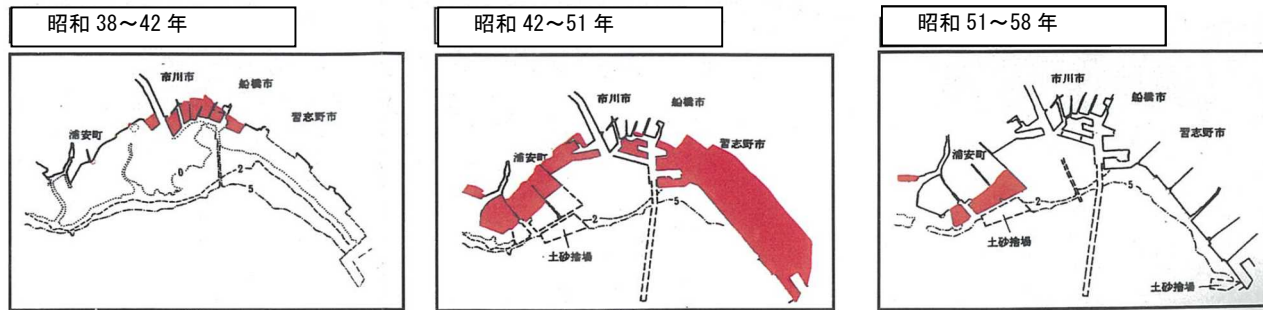 昭和 38～42 年
市川市
船橋市
習志野市
浦安町
0
2
5
昭和 42～51 年
市川市
船橋市
習志野市
浦安町
2
5
土砂捨場
昭和 51～58 年
市川市
船橋市
習志野市
浦安町
2
5
土砂捨場
土砂捨場